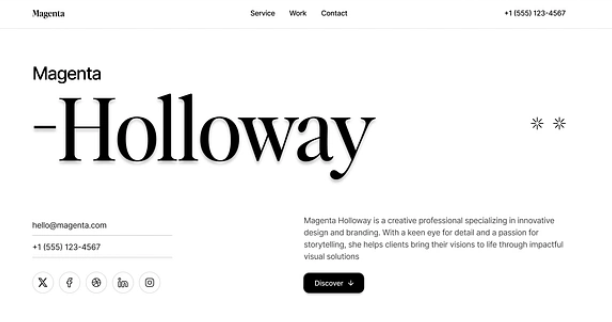 Magenta
Service Work Contact
+1 (555) 123-4567
Magenta
-Holloway
hello@magenta.com
+1 (555) 123-4567
Magenta Holloway is a creative professional specializing in innovative
design and branding. With a keen eye for detail and a passion for
storytelling, she helps clients bring their visions to life through impactful
visual solutions
Discover ↓